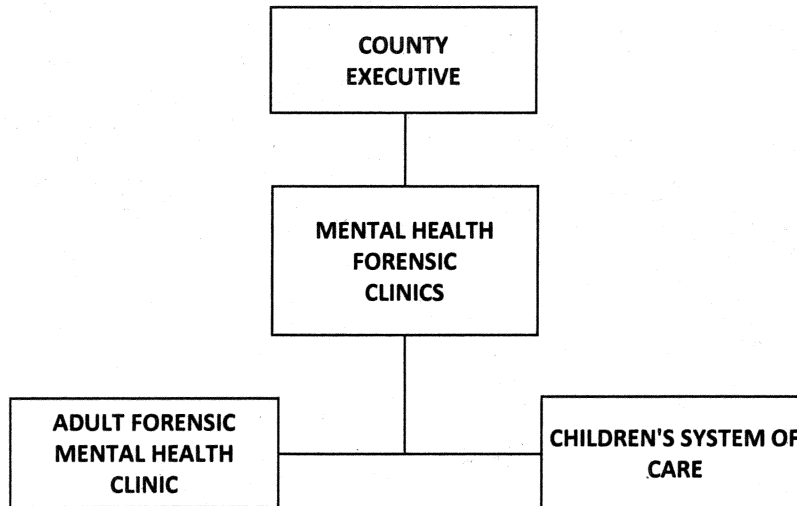 COUNTY
EXECUTIVE
MENTAL HEALTH
FORENSIC
CLINICS
ADULT FORENSIC
MENTAL HEALTH
CLINIC
CHILDREN'S SYSTEM OF
CARE